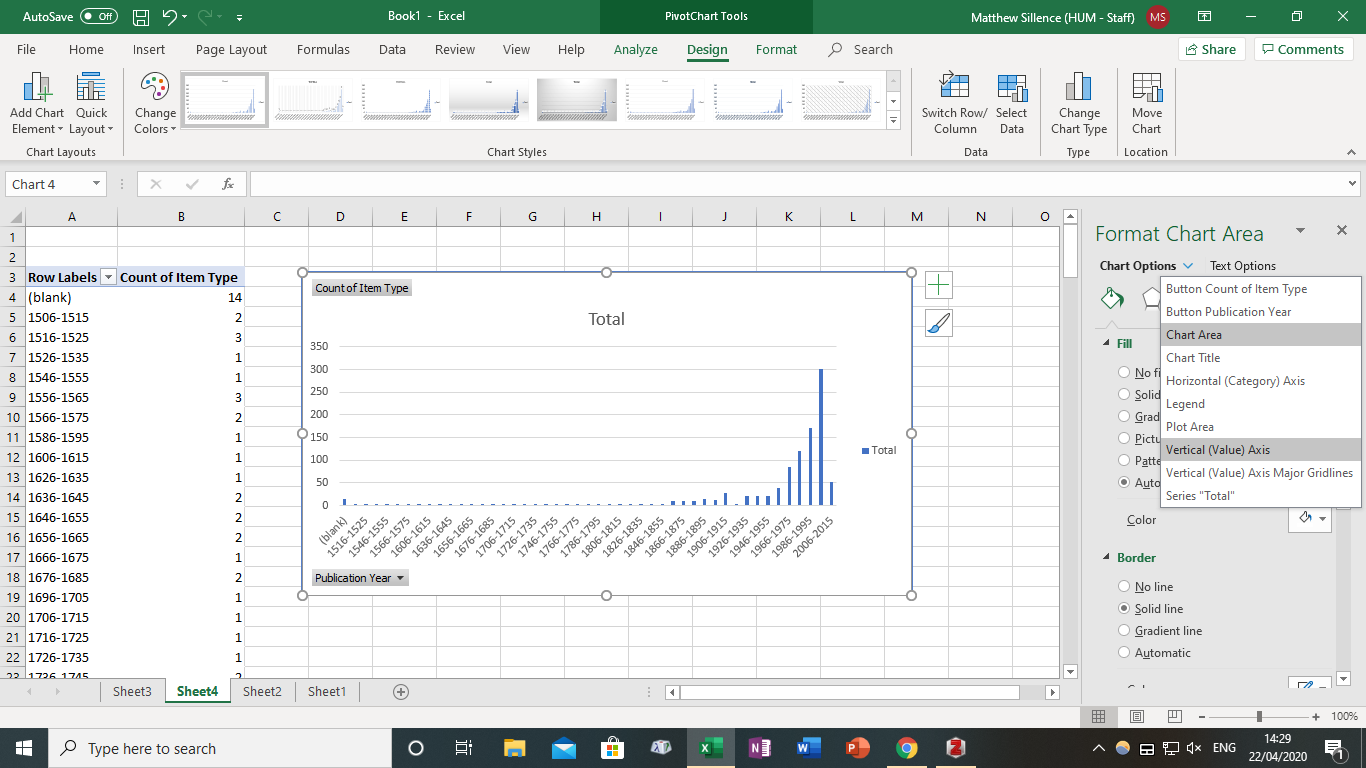 AutoSave Off
Book1 - Excel
PivotChart Tools
Matthew Sillence (HUM - Staff) MS
File Home Insert Page Layout Formulas Data Review View Help Analyze Design Format Search
Share Comments
Add Chart Element
Quick Layout
Change Colors
Switch Row/ Column
Select Data
Change Chart Type
Move Chart
Chart Layouts Chart Styles Data Type Location
Chart 4 fx
A B C D E F G H I J K L M N O
1
2
3 Row Labels Count of Item Type
4 (blank) 14
5 1506-1515 2
6 1516-1525 3
7 1526-1535 1
8 1546-1555 1
9 1556-1565 3
10 1566-1575 2
11 1586-1595 1
12 1606-1615 1
13 1626-1635 1
14 1636-1645 2
15 1646-1655 2
16 1656-1665 2
17 1666-1675 1
18 1676-1685 2
19 1696-1705 1
20 1706-1715 1
21 1716-1725 1
22 1726-1735 1
23 1736-1745 2
Count of Item Type
Total
350
300
250
200
150
100
50
0
(blank) 1516-1525 1546-1555 1566-1575 1606-1615 1636-1645 1656-1665 1676-1685 1706-1715 1726-1735 1746-1755 1766-1775 1786-1795 1806-1815 1826-1835 1846-1855 1866-1875 1886-1895 1906-1915 1926-1935 1946-1955 1966-1975 1986-1995 2006-2015
Total
Publication Year
Format Chart Area
Chart Options Text Options
Button Count of Item Type
Button Publication Year
Chart Area
Chart Title
Horizontal (Category) Axis
Legend
Plot Area
Vertical (Value) Axis
Vertical (Value) Axis Major Gridlines
Series "Total"
Fill
No fi
Solid
Grad
Pictu
Patte
Auto
Color
Border
No line
Solid line
Gradient line
Automatic
Sheet3 Sheet4 Sheet2 Sheet1
100%
Type here to search
ENG
14:29
22/04/2020
1